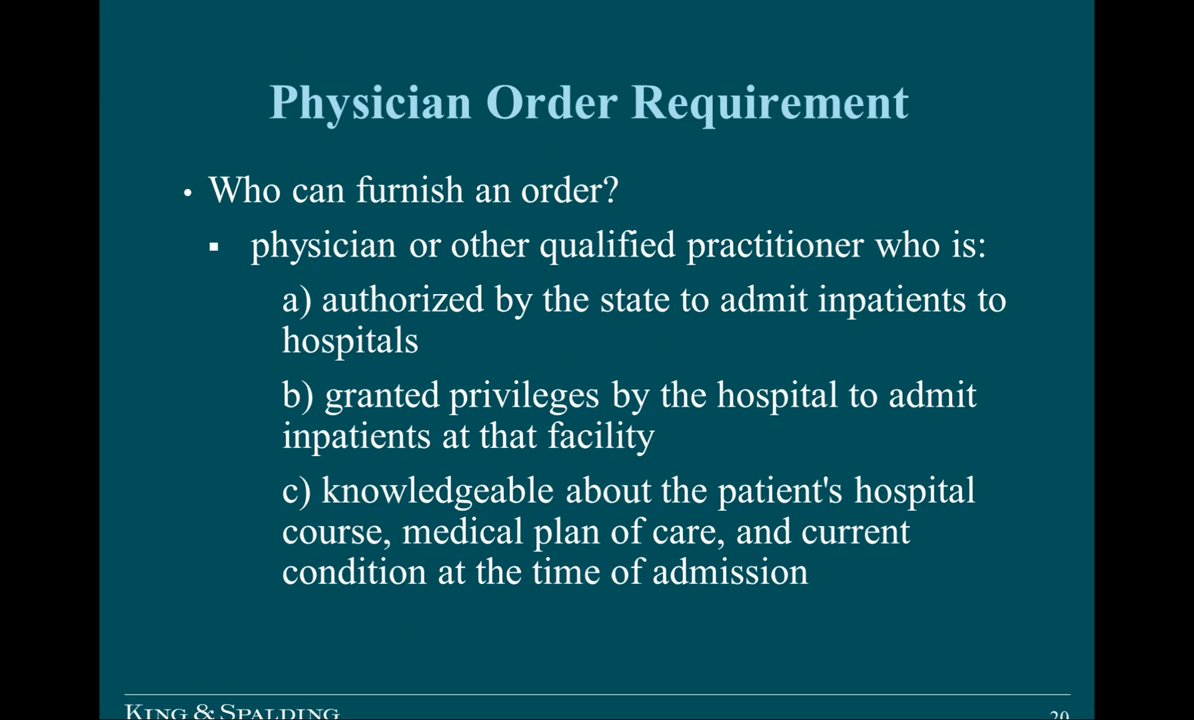 Physician Order Requirement
• Who can furnish an order?
▪ physician or other qualified practitioner who is:
a) authorized by the state to admit inpatients to
hospitals
b) granted privileges by the hospital to admit
inpatients at that facility
c) knowledgeable about the patient's hospital
course, medical plan of care, and current
condition at the time of admission
KING & SPALDING
20